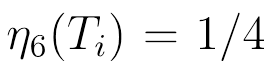 η₆(Tᵢ) = 1/4